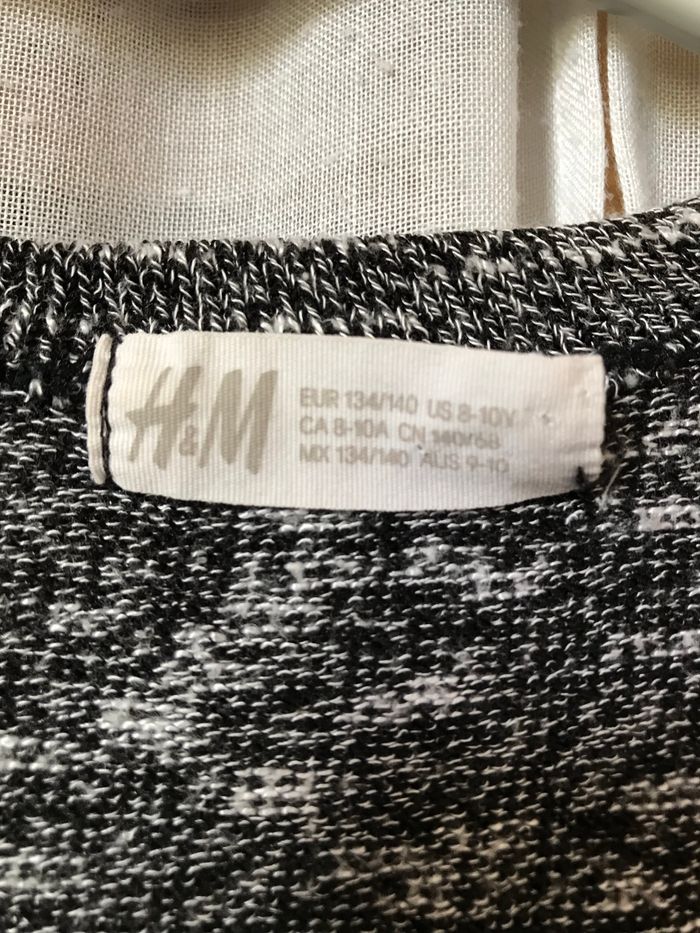 H&M
EUR 134/140 US 8-10Y
CA 8-10A CN 140/68
MX 134/140 AUS 9-10